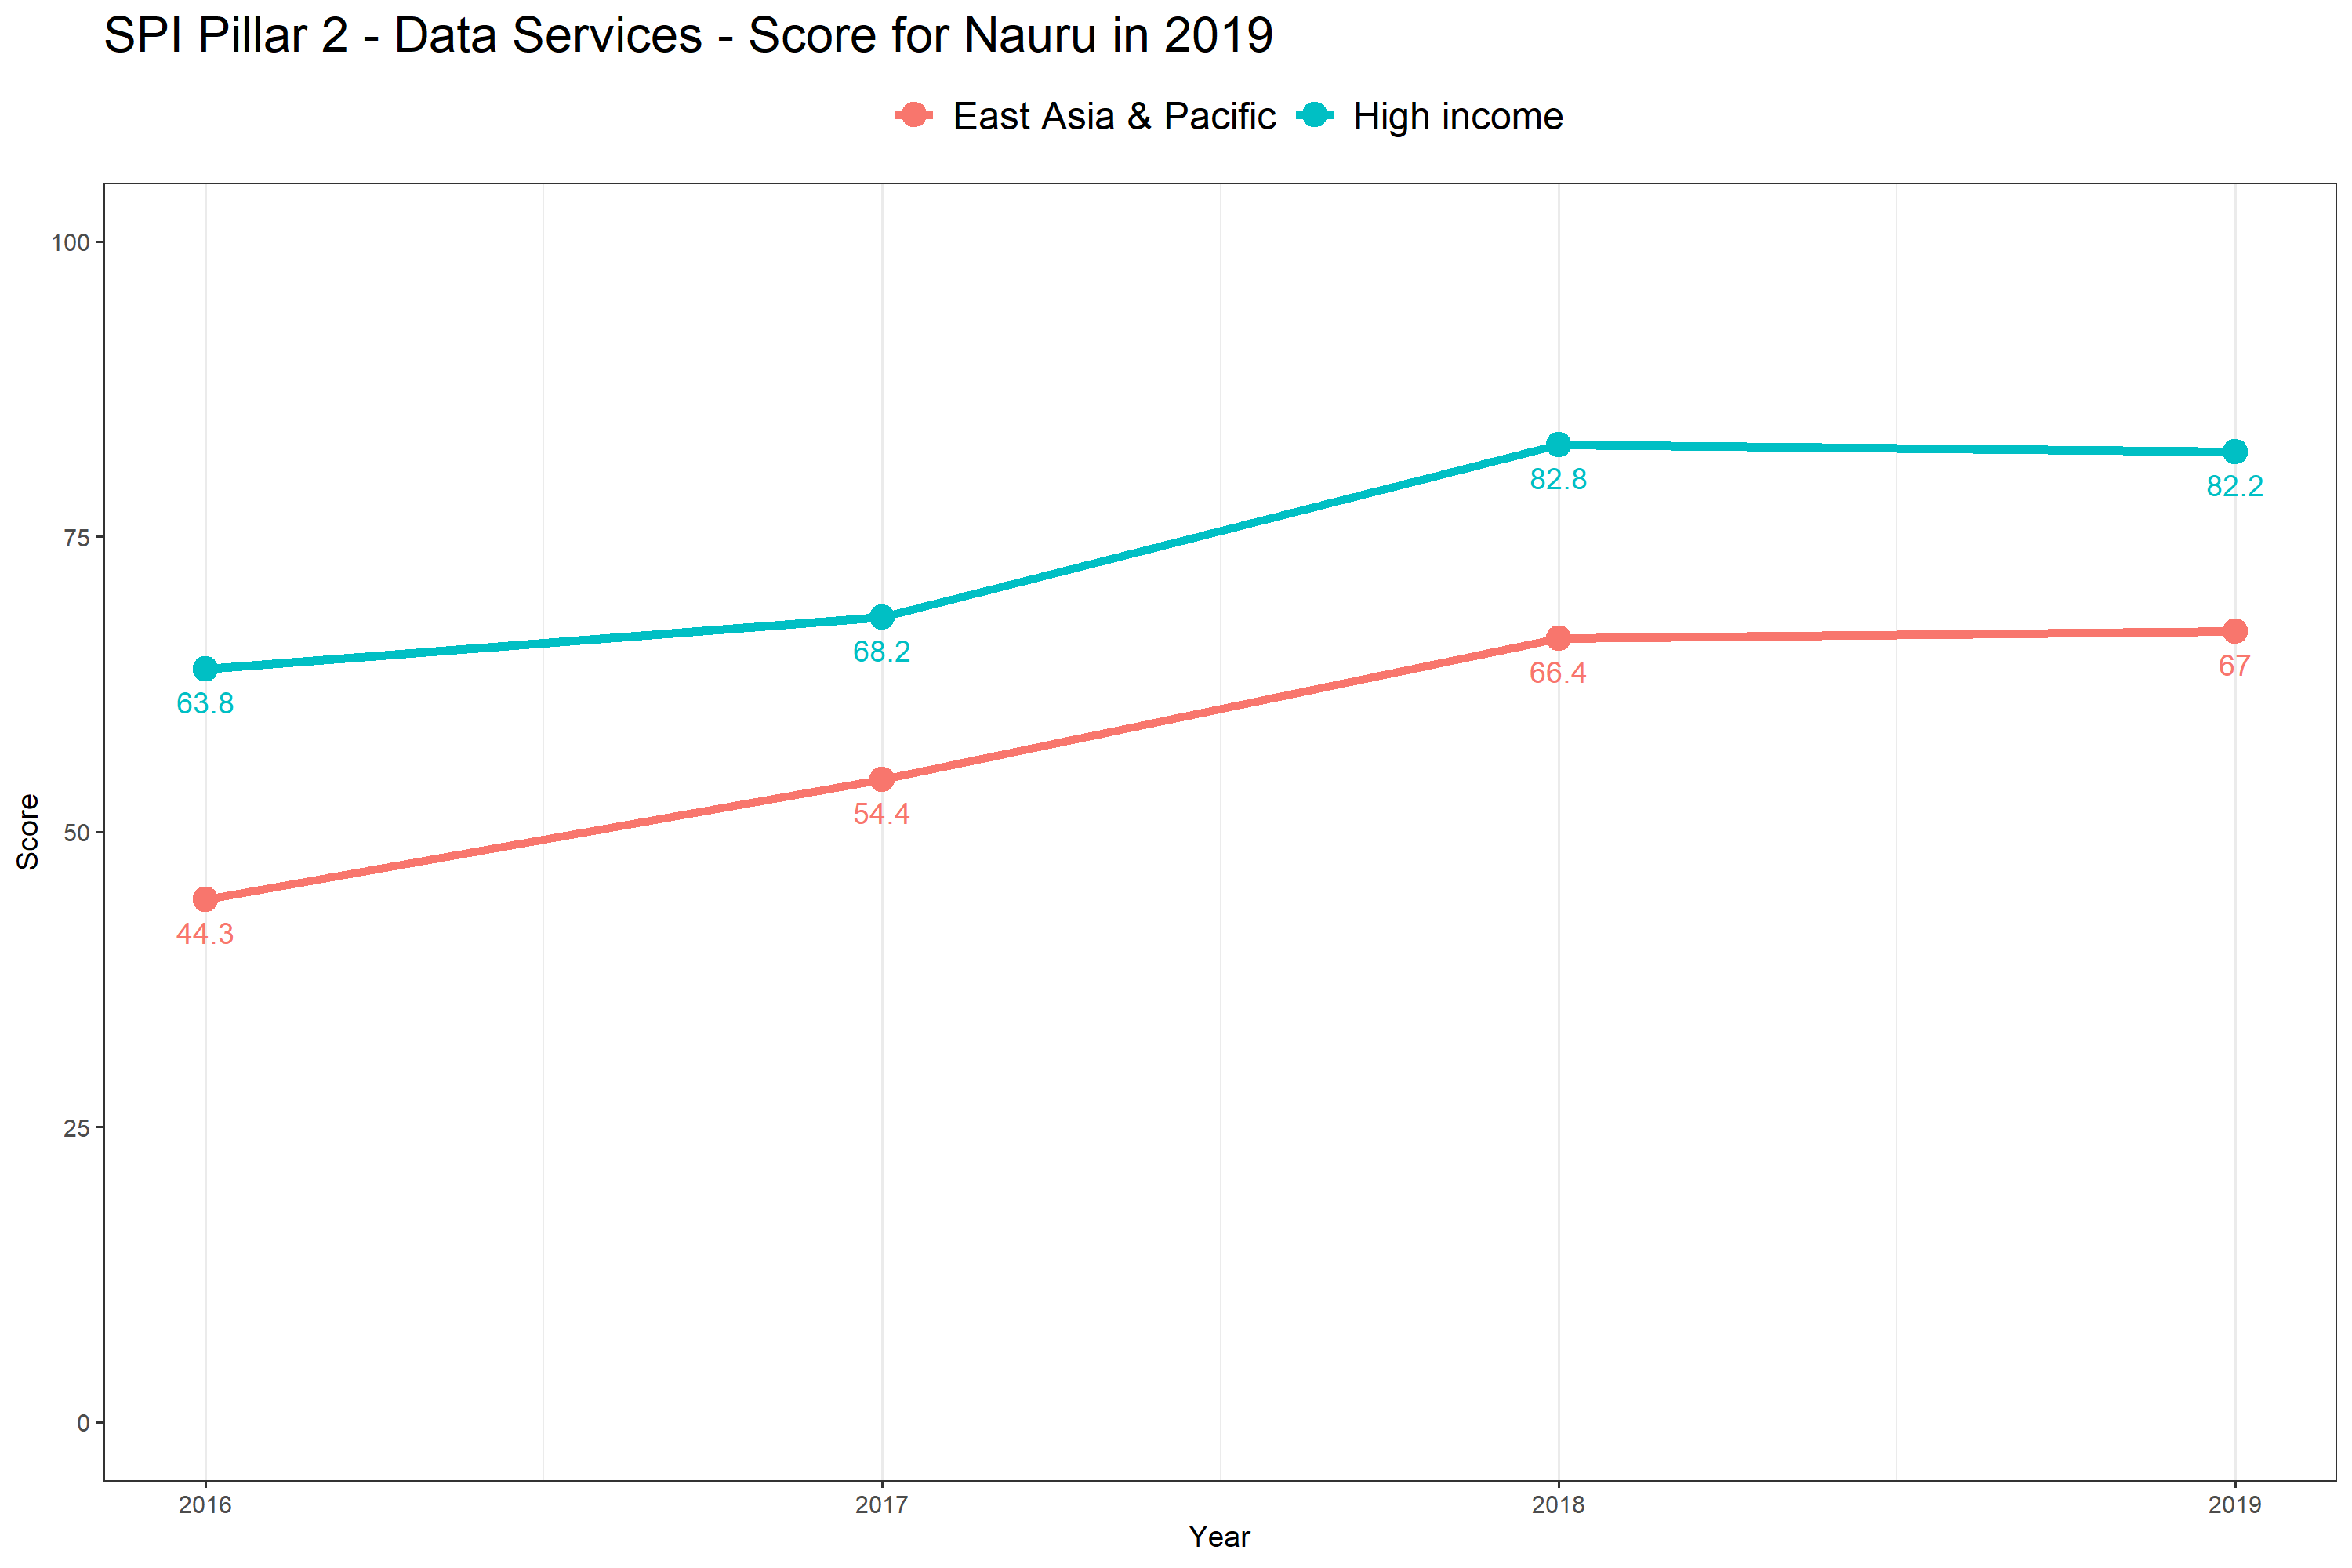 SPI Pillar 2 - Data Services - Score for Nauru in 2019
East Asia & Pacific High income
100
75
50
25
0
Score
63.8
68.2
82.8
82.2
44.3
54.4
66.4
67
2016 2017 2018 2019
Year